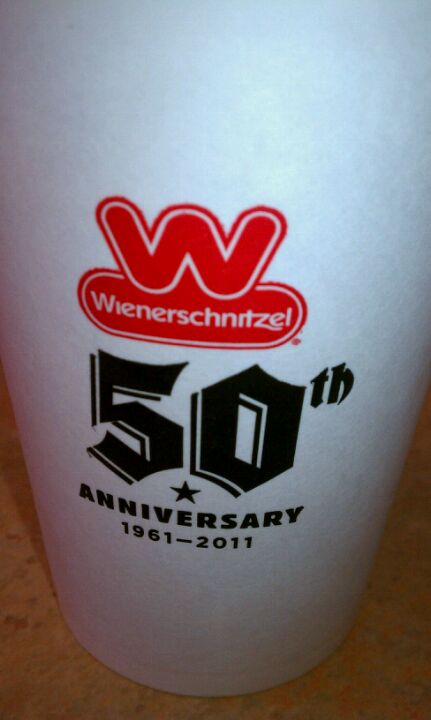 W
Wienerschnitzel®
50th
ANNIVERSARY
1961—2011